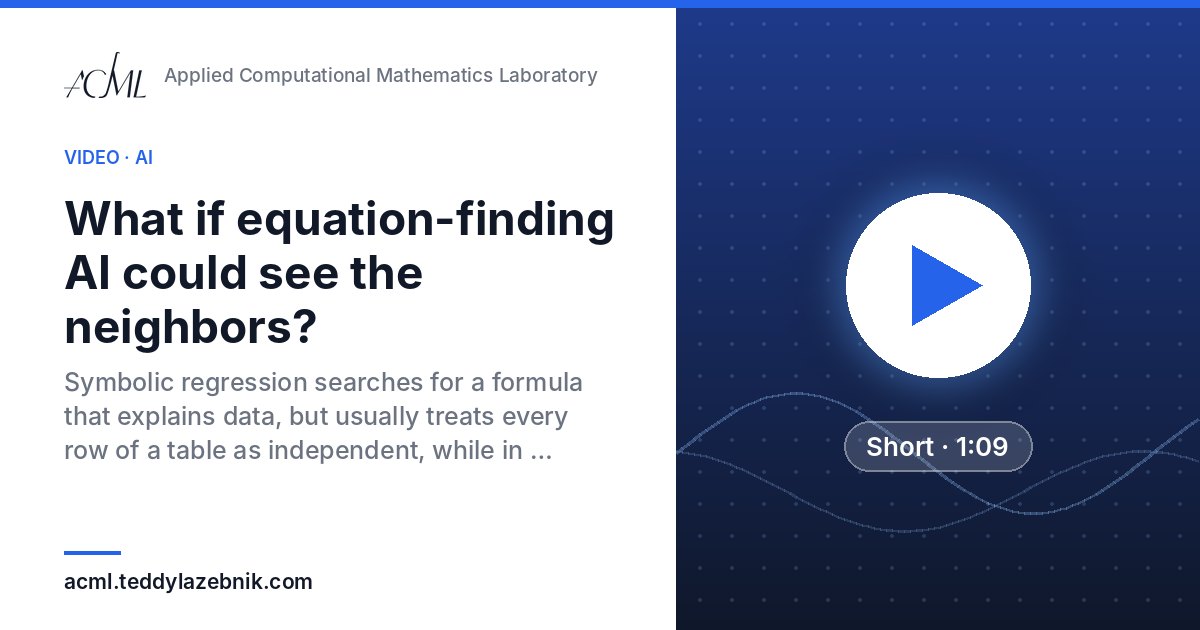 ACML
Applied Computational Mathematics Laboratory
VIDEO · AI
What if equation-finding
AI could see the
neighbors?
Symbolic regression searches for a formula
that explains data, but usually treats every
row of a table as independent, while in ...
Short · 1:09
acml.teddylazebnik.com